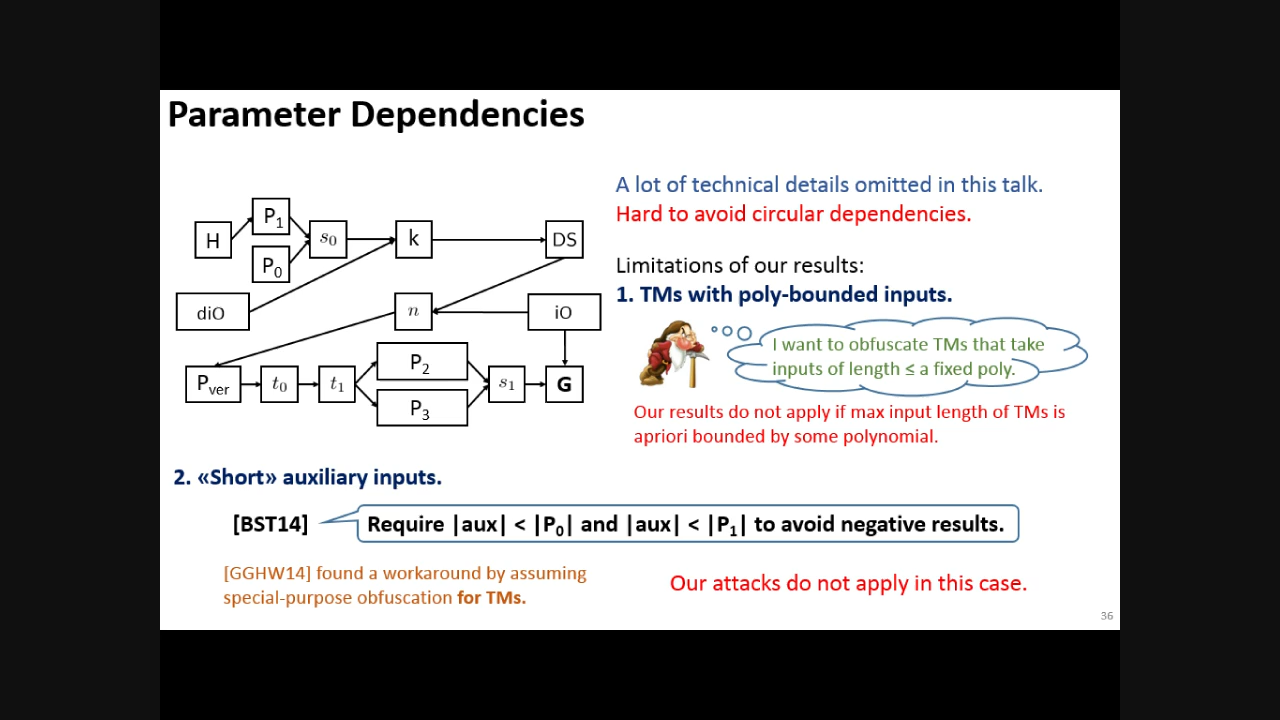 Parameter Dependencies
A lot of technical details omitted in this talk.
Hard to avoid circular dependencies.
H
P1
P0
s0
k
DS
diO
n
iO
Pver
t0
t1
P2
P3
s1
G
Limitations of our results:
1. TMs with poly-bounded inputs.
I want to obfuscate TMs that take
inputs of length ≤ a fixed poly.
Our results do not apply if max input length of TMs is
apriori bounded by some polynomial.
2. «Short» auxiliary inputs.
[BST14]
Require |aux| < |P0| and |aux| < |P1| to avoid negative results.
[GGHW14] found a workaround by assuming
special-purpose obfuscation for TMs.
Our attacks do not apply in this case.
36